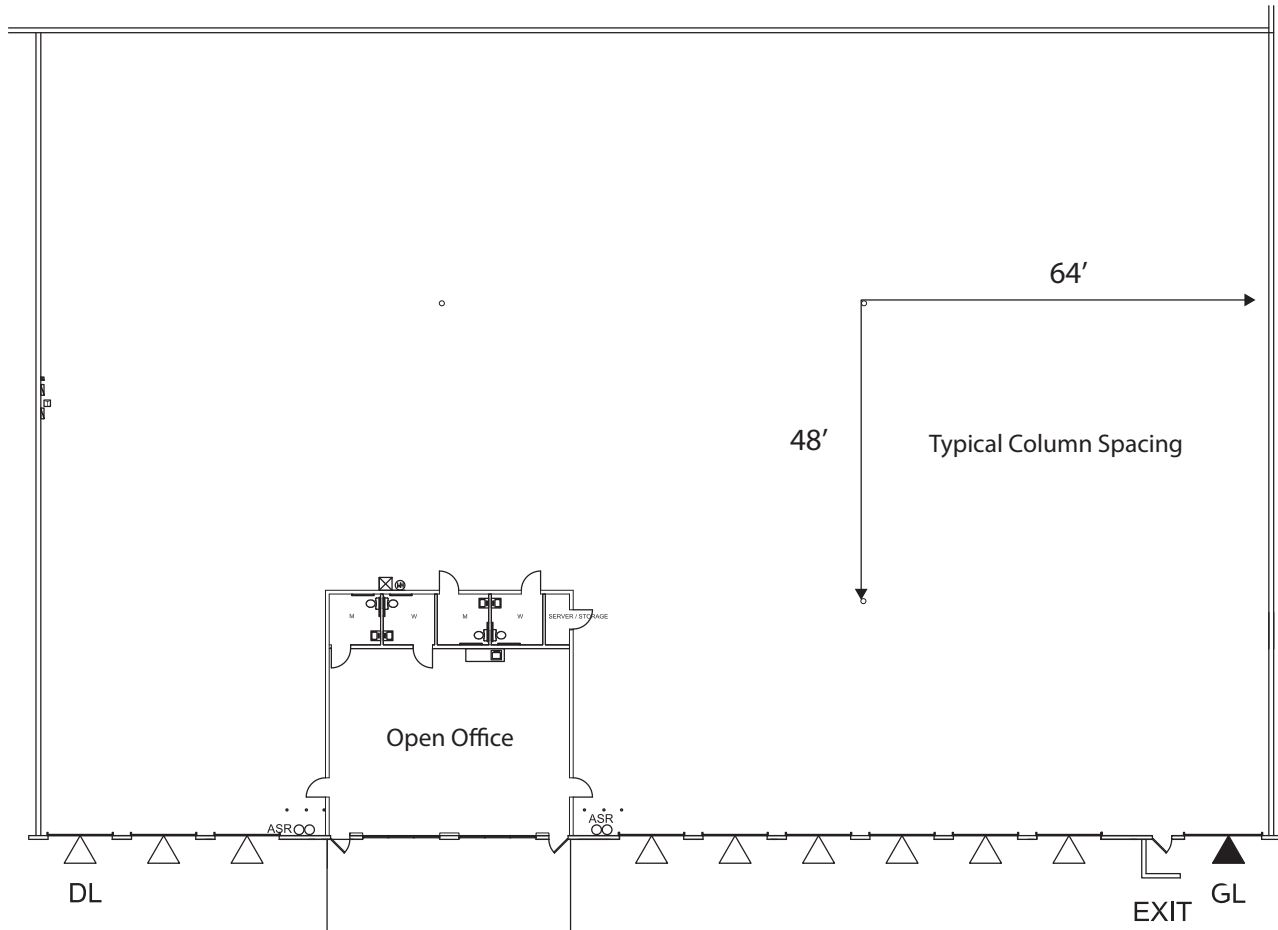 64’
48’
Typical Column Spacing
M
W
M
W
SERVER / STORAGE
Open Office
ASR
ASR
DL
EXIT
GL